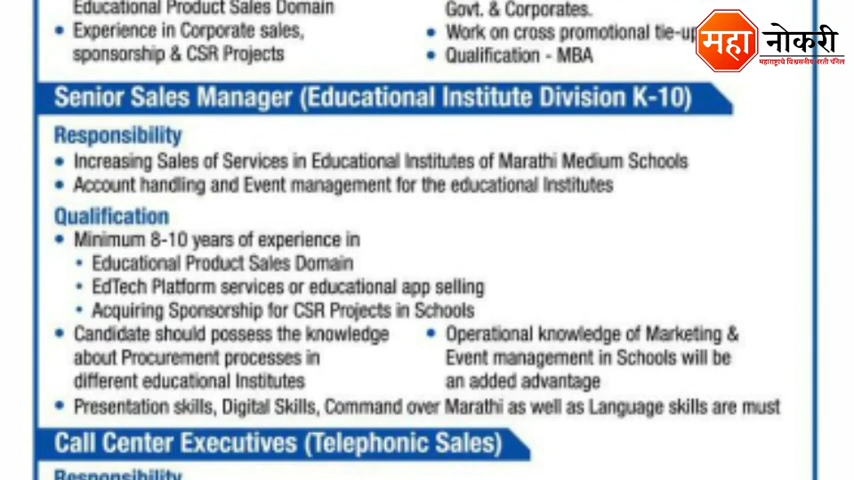 Educational Product Sales Domain
• Experience in Corporate sales,
sponsorship & CSR Projects
Govt. & Corporates.
• Work on cross promotional tie-up
• Qualification - MBA
महा नोकरी
Senior Sales Manager (Educational Institute Division K-10)
Responsibility
• Increasing Sales of Services in Educational Institutes of Marathi Medium Schools
• Account handling and Event management for the educational Institutes
Qualification
• Minimum 8-10 years of experience in
• Educational Product Sales Domain
• EdTech Platform services or educational app selling
• Acquiring Sponsorship for CSR Projects in Schools
• Candidate should possess the knowledge
about Procurement processes in
different educational Institutes
• Operational knowledge of Marketing &
Event management in Schools will be
an added advantage
• Presentation skills, Digital Skills, Command over Marathi as well as Language skills are must
Call Center Executives (Telephonic Sales)
Responsibility